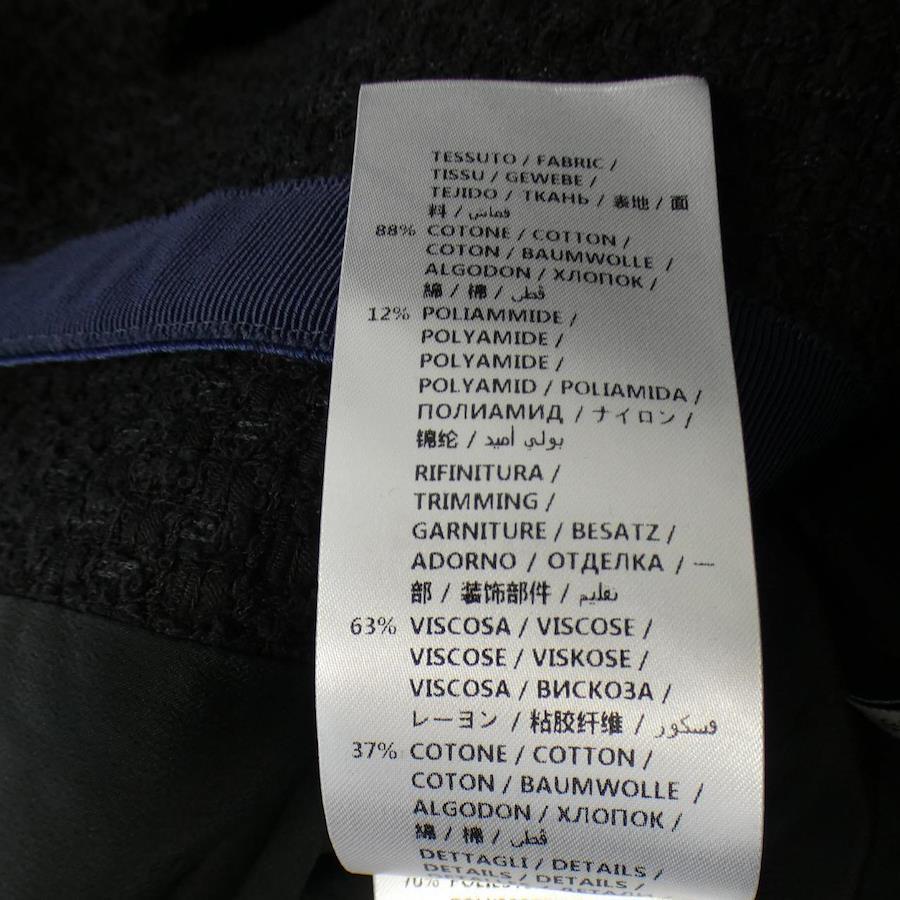 TESSUTO / FABRIC /
TISSU / GEWEBE /
TEJIDO / ТКАНЬ / 表地 / 面
料 / قماش
88% COTONE / COTTON /
COTON / BAUMWOLLE /
ALGODON / ХЛОПОК /
綿 / 棉 / قطن
12% POLIAMMIDE /
POLYAMIDE /
POLYAMIDE /
POLYAMID / POLIAMIDA /
ПОЛИАМИД / ナイロン /
锦纶 / بولي أميد
RIFINITURA /
TRIMMING /
GARNITURE / BESATZ /
ADORNO / ОТДЕЛКА / 一
部 / 装饰部件 / تقليم
63% VISCOSA / VISCOSE /
VISCOSE / VISKOSE /
VISCOSA / ВИСКОЗА /
レーヨン / 粘胶纤维 / فسكور
37% COTONE / COTTON /
COTON / BAUMWOLLE /
ALGODON / ХЛОПОК /
綿 / 棉 / قطن
DETTAGLI / DETAILS /
DETAILS / DETAILS /
70%